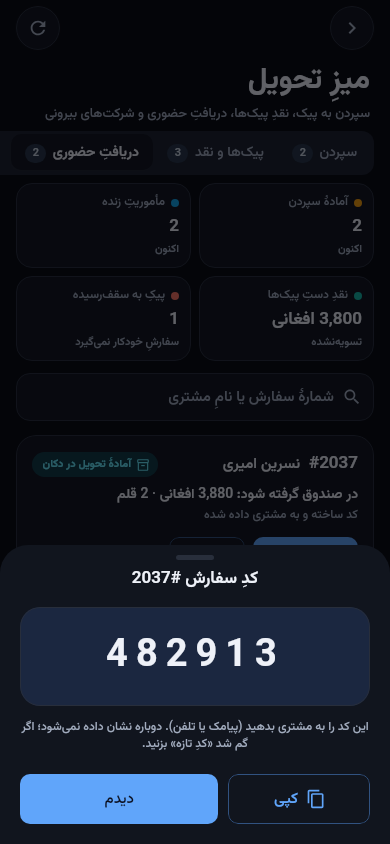 میزِ تحویل
سپردن به پیک، نقدِ پیک‌ها، دریافتِ حضوری و شرکت‌های بیرونی
سپردن 2
پیک‌ها و نقد 3
دریافتِ حضوری 2
آمادهٔ سپردن
2
اکنون
مأموریتِ زنده
2
اکنون
نقدِ دستِ پیک‌ها
3,800 افغانی
تسویه‌نشده
پیکِ به سقف‌رسیده
1
سفارشِ خودکار نمی‌گیرد
شمارهٔ سفارش یا نامِ مشتری
#2037 نسرین امیری
آمادهٔ تحویل در دکان
در صندوق گرفته شود: 3,880 افغانی · 2 قلم
کد ساخته و به مشتری داده شده
کدِ سفارش #2037
482913
این کد را به مشتری بدهید (پیامک یا تلفن). دوباره نشان داده نمی‌شود؛ اگر
گم شد «کدِ تازه» بزنید.
کپی
دیدم